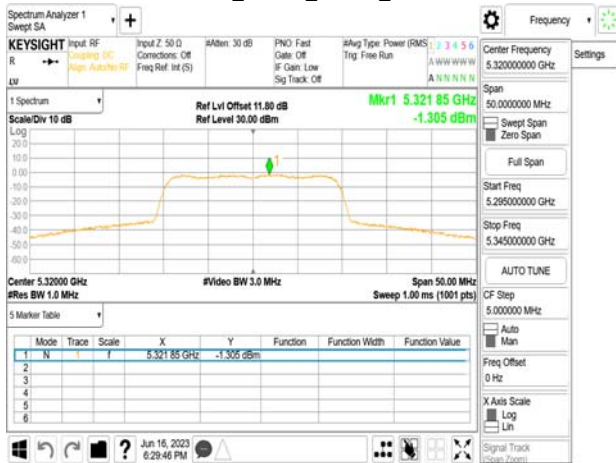 Spectrum Analyzer 1
Swept SA
+
Frequency
KEYSIGHT
Input: RF
Coupling: DC
Align: Auto/No RF
Input Z: 50 Ω
Corrections: Off
Freq Ref: Int (S)
#Atten: 30 dB
PNO: Fast
Gate: Off
IF Gain: Low
Sig Track: Off
#Avg Type: Power (RMS
Trig: Free Run
1 2 3 4 5 6
A W W W W W
A N N N N N
LV
Center Frequency
5.320000000 GHz
Settings
Span
50.0000000 MHz
Swept Span
Zero Span
Full Span
Start Freq
5.295000000 GHz
Stop Freq
5.345000000 GHz
AUTO TUNE
CF Step
5.000000 MHz
Auto
Man
Freq Offset
0 Hz
X Axis Scale
Log
Lin
Signal Track
(Span Zoom)
1 Spectrum
Scale/Div 10 dB
Ref Lvl Offset 11.80 dB
Ref Level 30.00 dBm
Mkr1 5.321 85 GHz
-1.305 dBm
Log
20.0
10.0
0.00
-10.0
-20.0
-30.0
-40.0
-50.0
-60.0
1
Center 5.32000 GHz
#Res BW 1.0 MHz
#Video BW 3.0 MHz
Span 50.00 MHz
Sweep 1.00 ms (1001 pts)
5 Marker Table
Mode Trace Scale X Y Function Function Width Function Value
1 N 1 f 5.321 85 GHz -1.305 dBm
2
3
4
5
6
?
Jun 16, 2023
6:29:46 PM